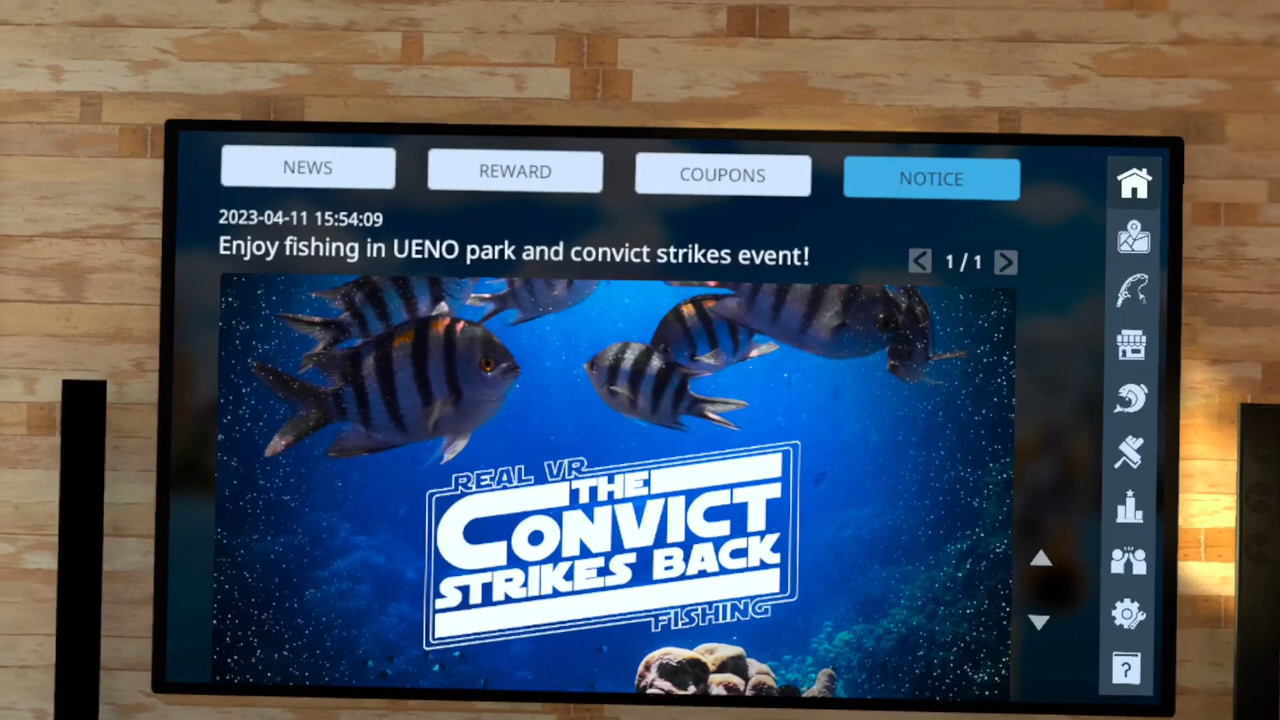 NEWS
REWARD
COUPONS
NOTICE
2023-04-11 15:54:09
Enjoy fishing in UENO park and convict strikes event!
< 1 / 1 >
REAL VR
THE
CONVICT
STRIKES BACK
FISHING
?